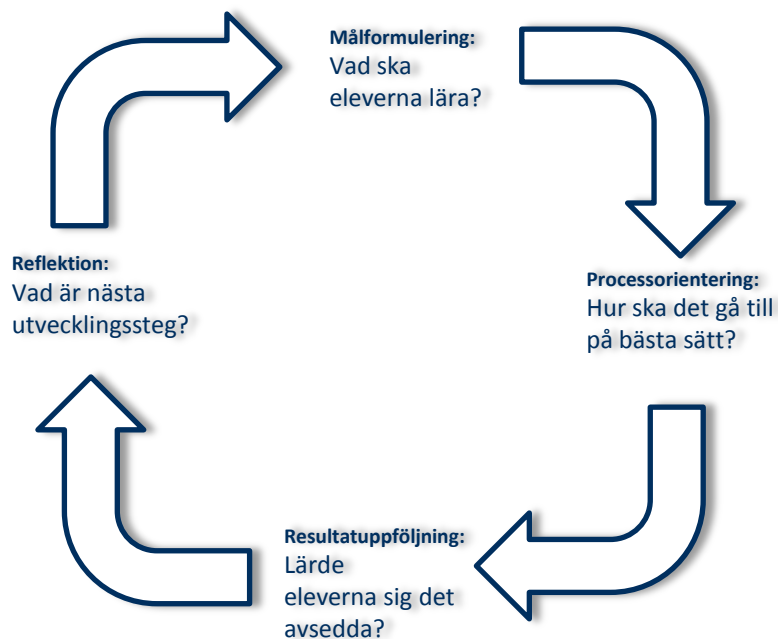 Målformulering:
Vad ska
eleverna lära?
Processorientering:
Hur ska det gå till
på bästa sätt?
Resultatuppföljning:
Lärde
eleverna sig det
avsedda?
Reflektion:
Vad är nästa
utvecklingssteg?